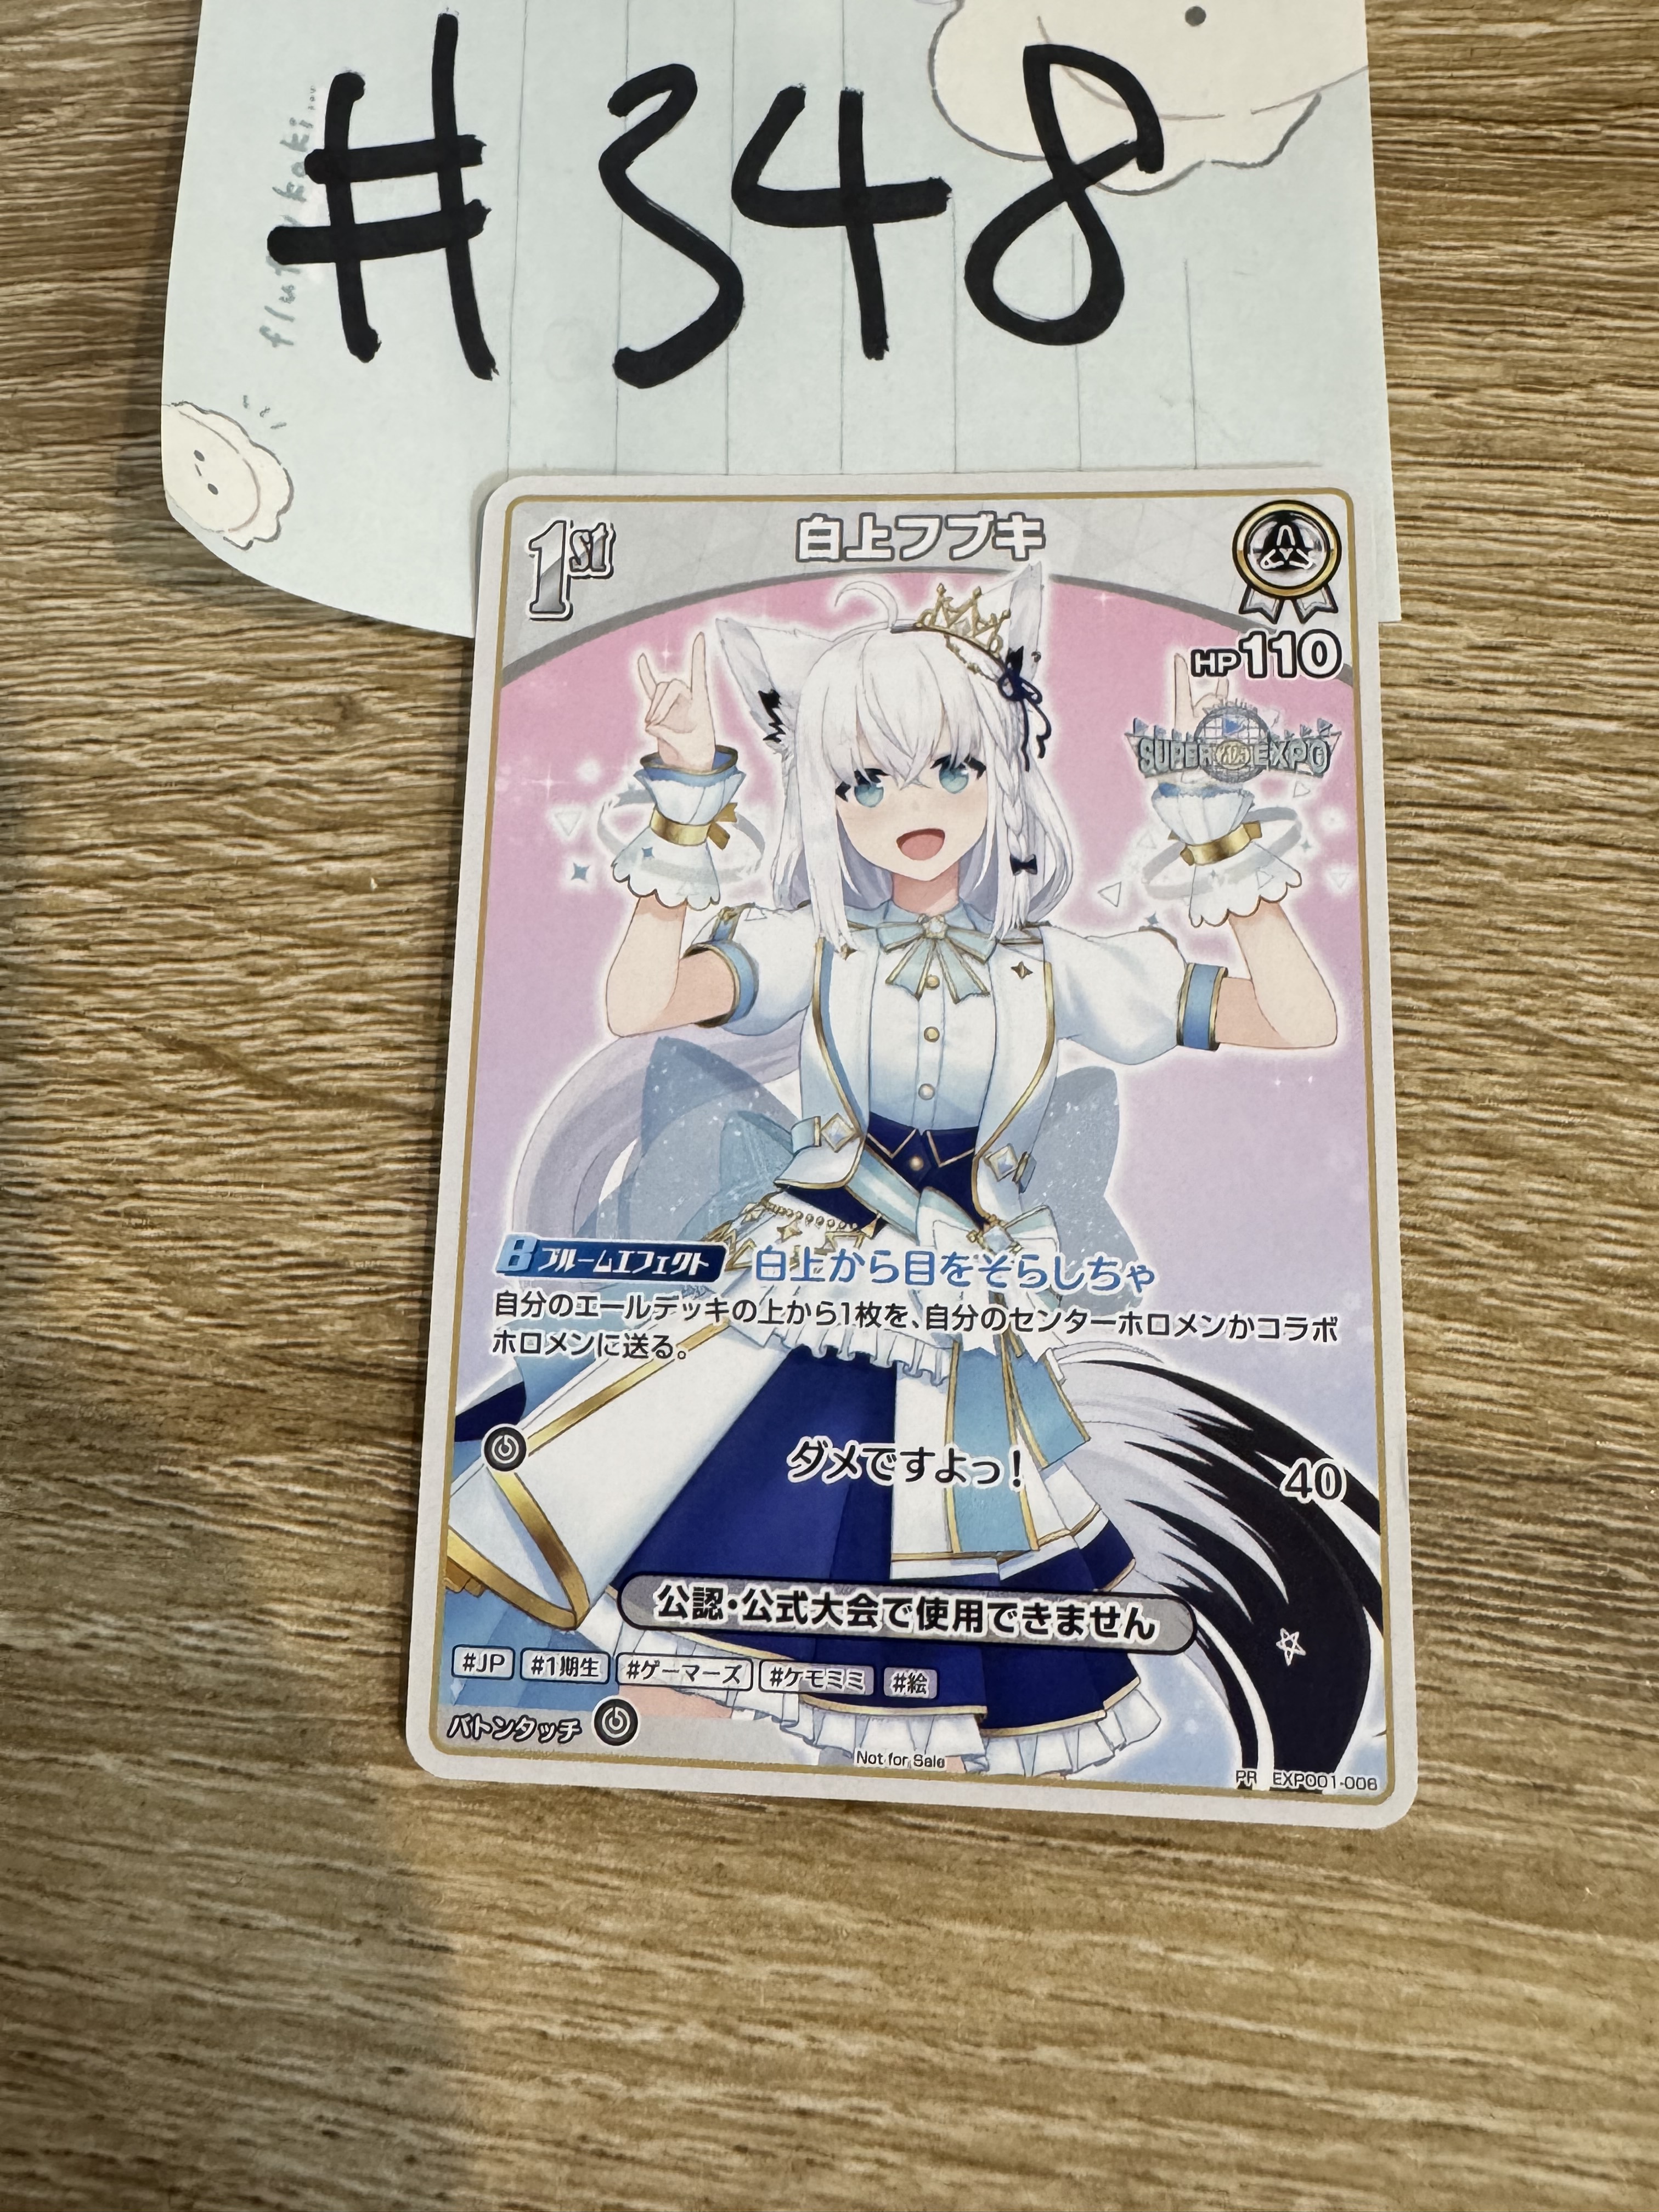 #348
1st
白上フブキ
HP110
SUPER EXPO
Bブルームエフェクト 白上から目をそらしちゃ
自分のエールデッキの上から1枚を、自分のセンターホロメンかコラボ
ホロメンに送る。
ダメですよっ! 40
公認・公式大会で使用できません
#JP #1期生 #ゲーマーズ #ケモミミ #絵
バトンタッチ
Not for Sale
PR EXP001-006